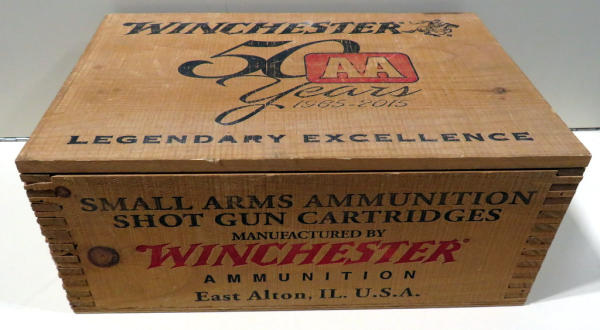 WINCHESTER
50 AA
Years
1965-2015
LEGENDARY EXCELLENCE
SMALL ARMS AMMUNITION
SHOT GUN CARTRIDGES
MANUFACTURED BY
WINCHESTER®
AMMUNITION
East Alton, IL. U.S.A.